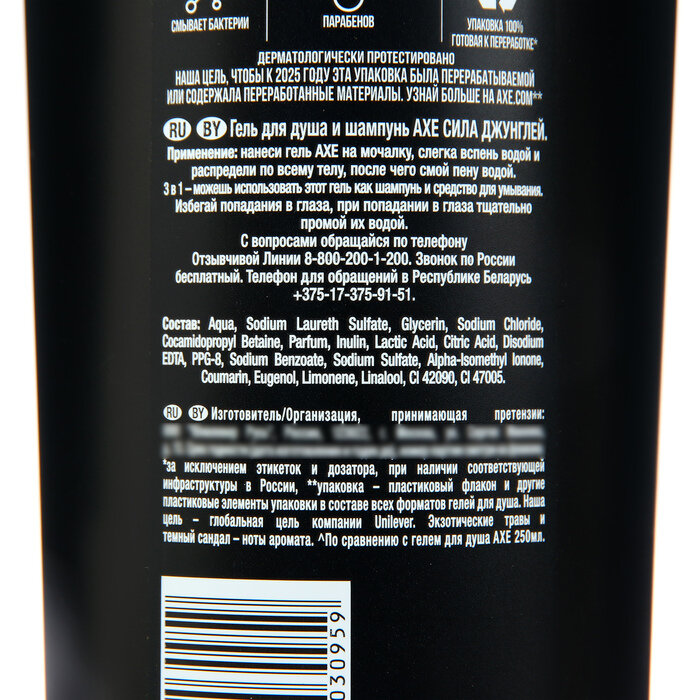 СМЫВАЕТ БАКТЕРИИ
ПАРАБЕНОВ
УПАКОВКА 100%
ГОТОВАЯ К ПЕРЕРАБОТКЕ*
ДЕРМАТОЛОГИЧЕСКИ ПРОТЕСТИРОВАНО
НАША ЦЕЛЬ, ЧТОБЫ К 2025 ГОДУ ЭТА УПАКОВКА БЫЛА ПЕРЕРАБАТЫВАЕМОЙ
ИЛИ СОДЕРЖАЛА ПЕРЕРАБОТАННЫЕ МАТЕРИАЛЫ. УЗНАЙ БОЛЬШЕ НА AXE.COM**
RU BY Гель для душа и шампунь AXE СИЛА ДЖУНГЛЕЙ.
Применение: нанеси гель AXE на мочалку, слегка вспень водой и
распредели по всему телу, после чего смой пену водой.
3 в 1 – можешь использовать этот гель как шампунь и средство для умывания.
Избегай попадания в глаза, при попадании в глаза тщательно
промой их водой.
С вопросами обращайся по телефону
Отзывчивой Линии 8-800-200-1-200. Звонок по России
бесплатный. Телефон для обращений в Республике Беларусь
+375-17-375-91-51.
Состав: Aqua, Sodium Laureth Sulfate, Glycerin, Sodium Chloride,
Cocamidopropyl Betaine, Parfum, Inulin, Lactic Acid, Citric Acid, Disodium
EDTA, PPG-8, Sodium Benzoate, Sodium Sulfate, Alpha-Isomethyl Ionone,
Coumarin, Eugenol, Limonene, Linalool, CI 42090, CI 47005.
RU BY Изготовитель/Организация, принимающая претензии:
*за исключением этикеток и дозатора, при наличии соответствующей
инфраструктуры в России, **упаковка – пластиковый флакон и другие
пластиковые элементы упаковки в составе всех форматов гелей для душа. Наша
цель – глобальная цель компании Unilever. Экзотические травы и
темный сандал – ноты аромата. ^По сравнению с гелем для душа AXE 250мл.
030959